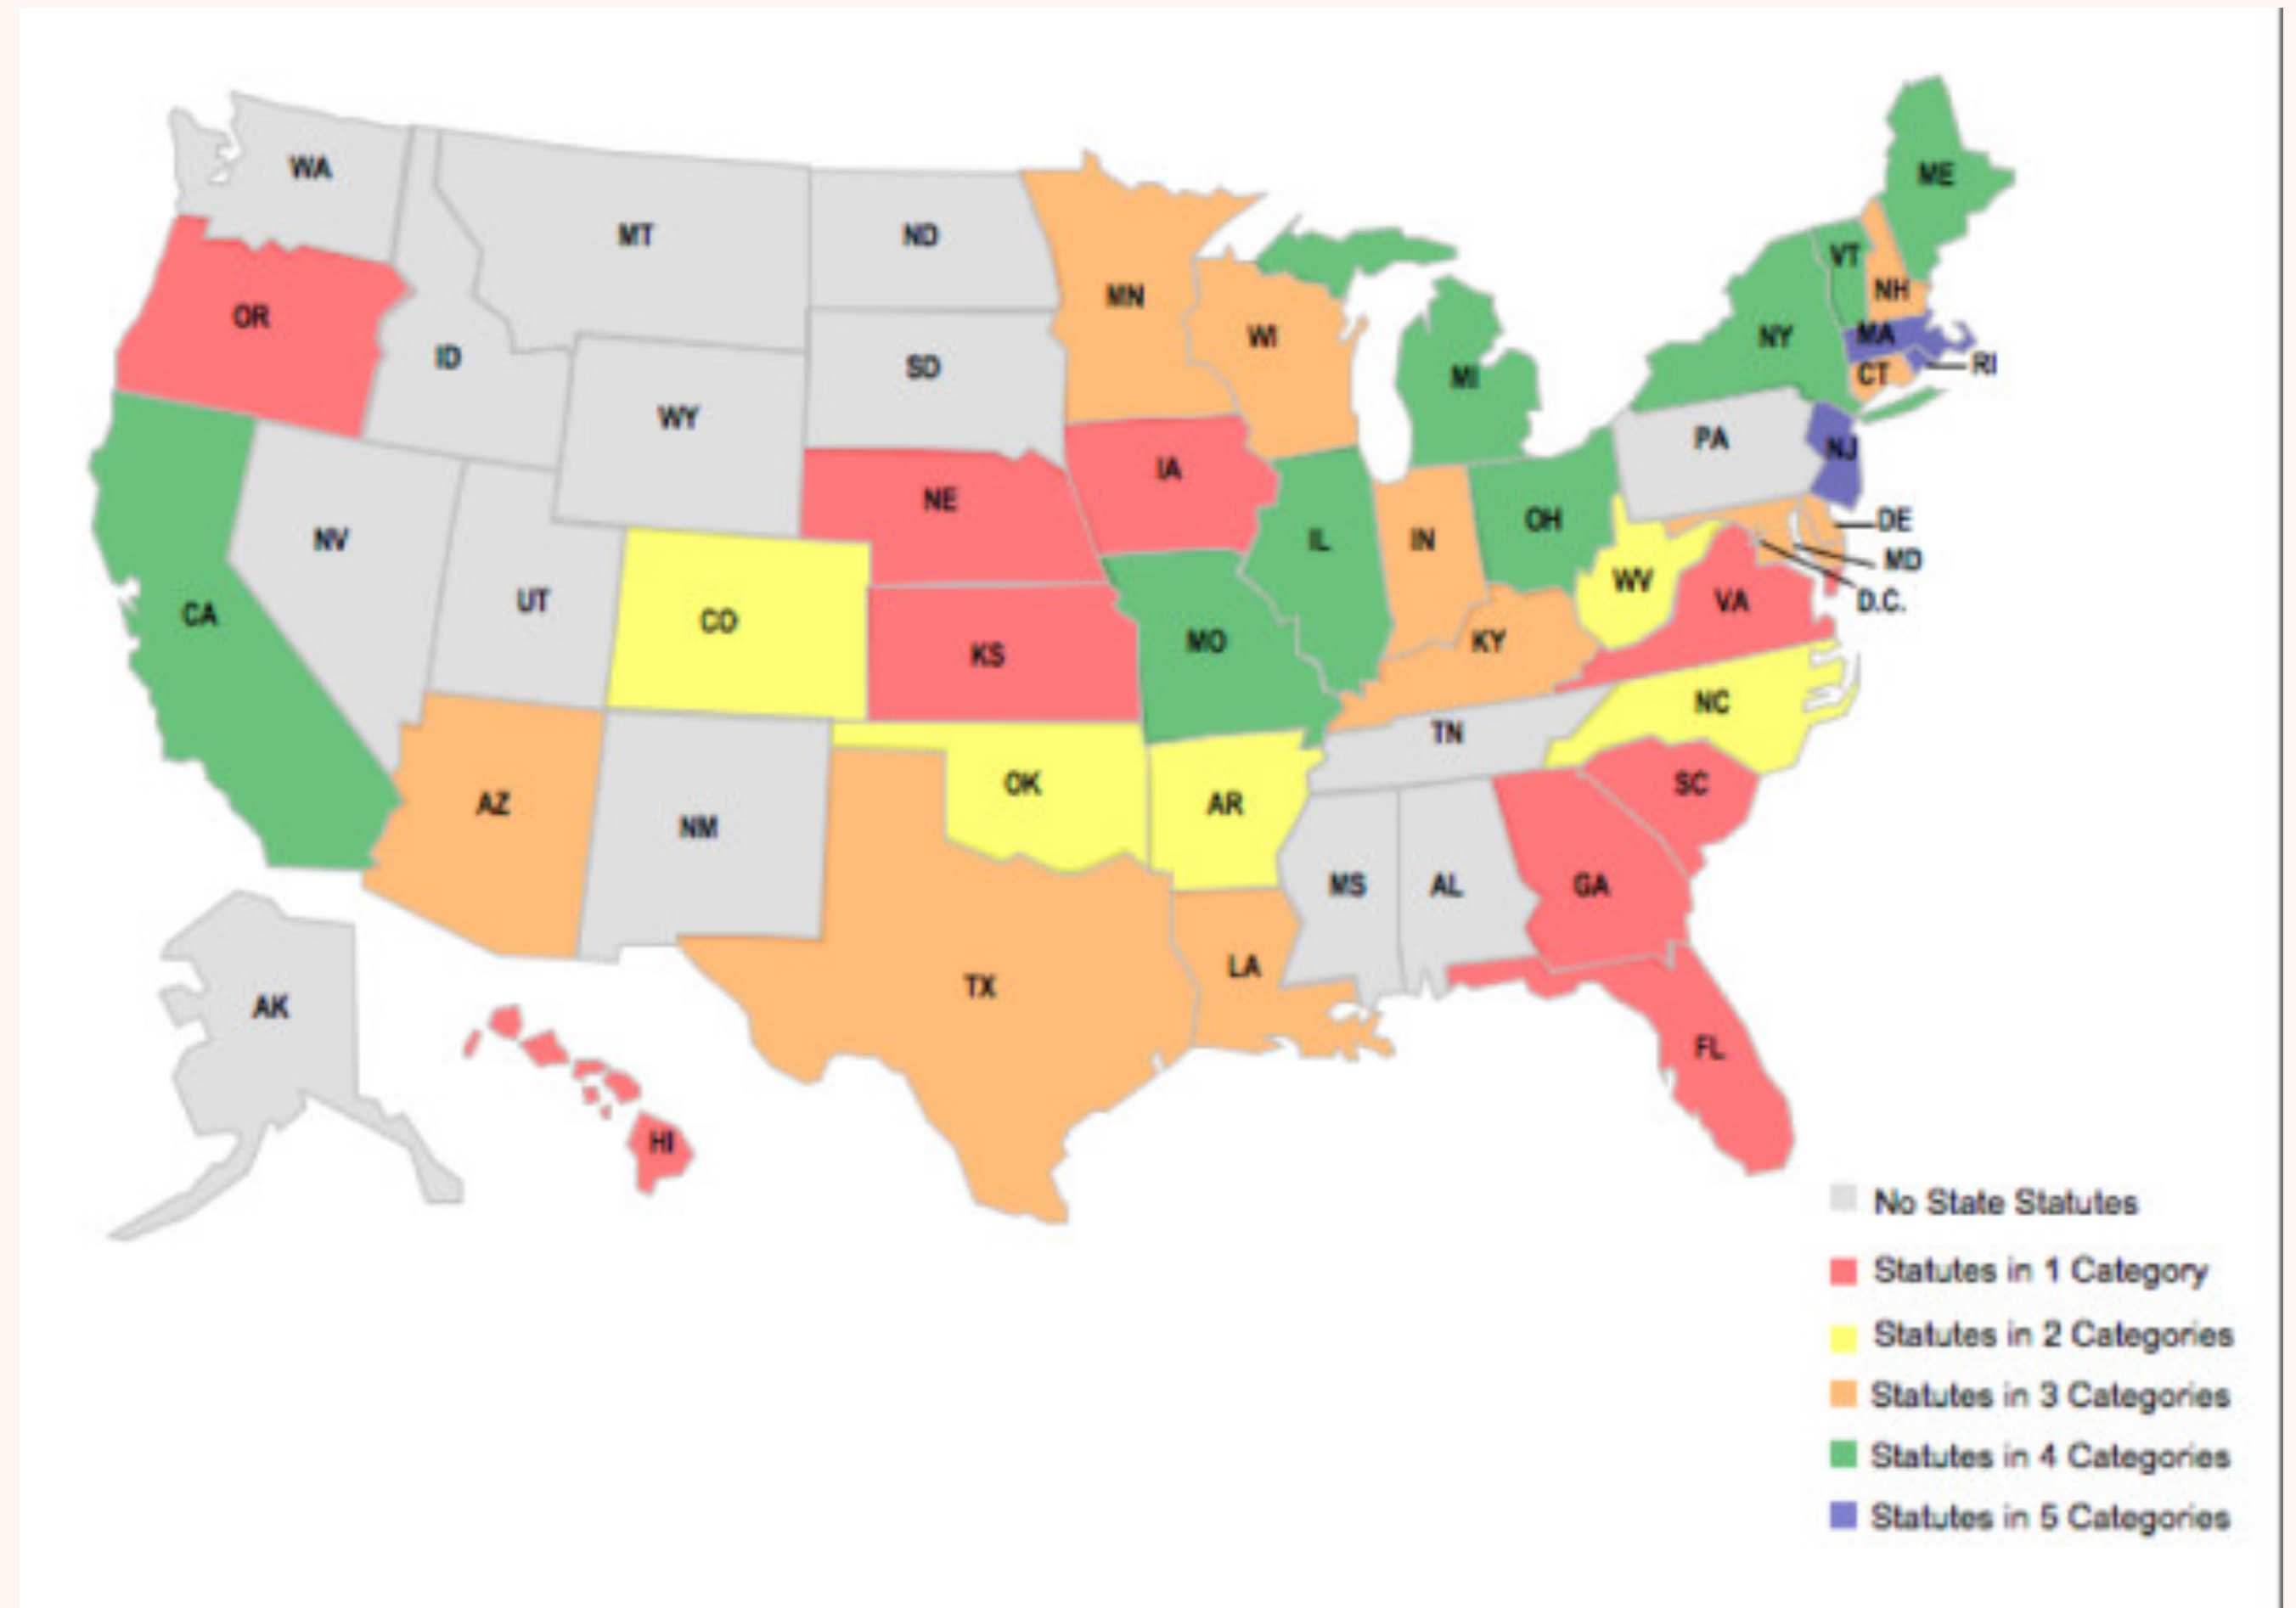 WA
MT
ND
MN
ME
VT
NH
OR
ID
SD
WI
MI
NY
MA
RI
CT
WY
PA
NJ
NE
IA
NV
UT
CO
IL
IN
OH
DE
MD
D.C.
WV
VA
CA
KS
MO
KY
NC
TN
AZ
NM
OK
AR
SC
MS
AL
GA
TX
LA
FL
AK
HI
No State Statutes
Statutes in 1 Category
Statutes in 2 Categories
Statutes in 3 Categories
Statutes in 4 Categories
Statutes in 5 Categories